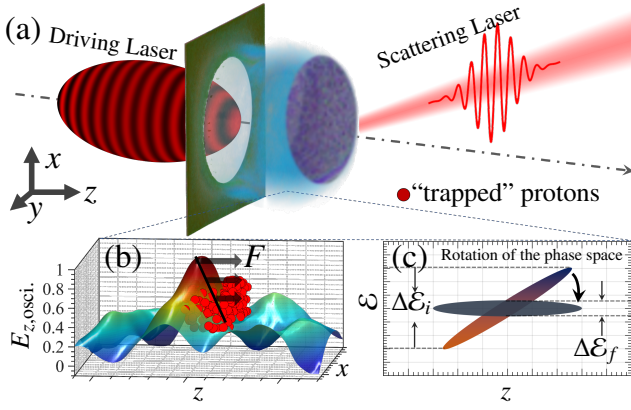 (a)
Driving Laser
Scattering Laser
x
y
z
"trapped" protons
(b)
F
1
0.8
0.6
0.4
0.2
0
E_{z,osci.}
z
x
(c)
Rotation of the phase space
ℰ
Δℰ_i
Δℰ_f
z